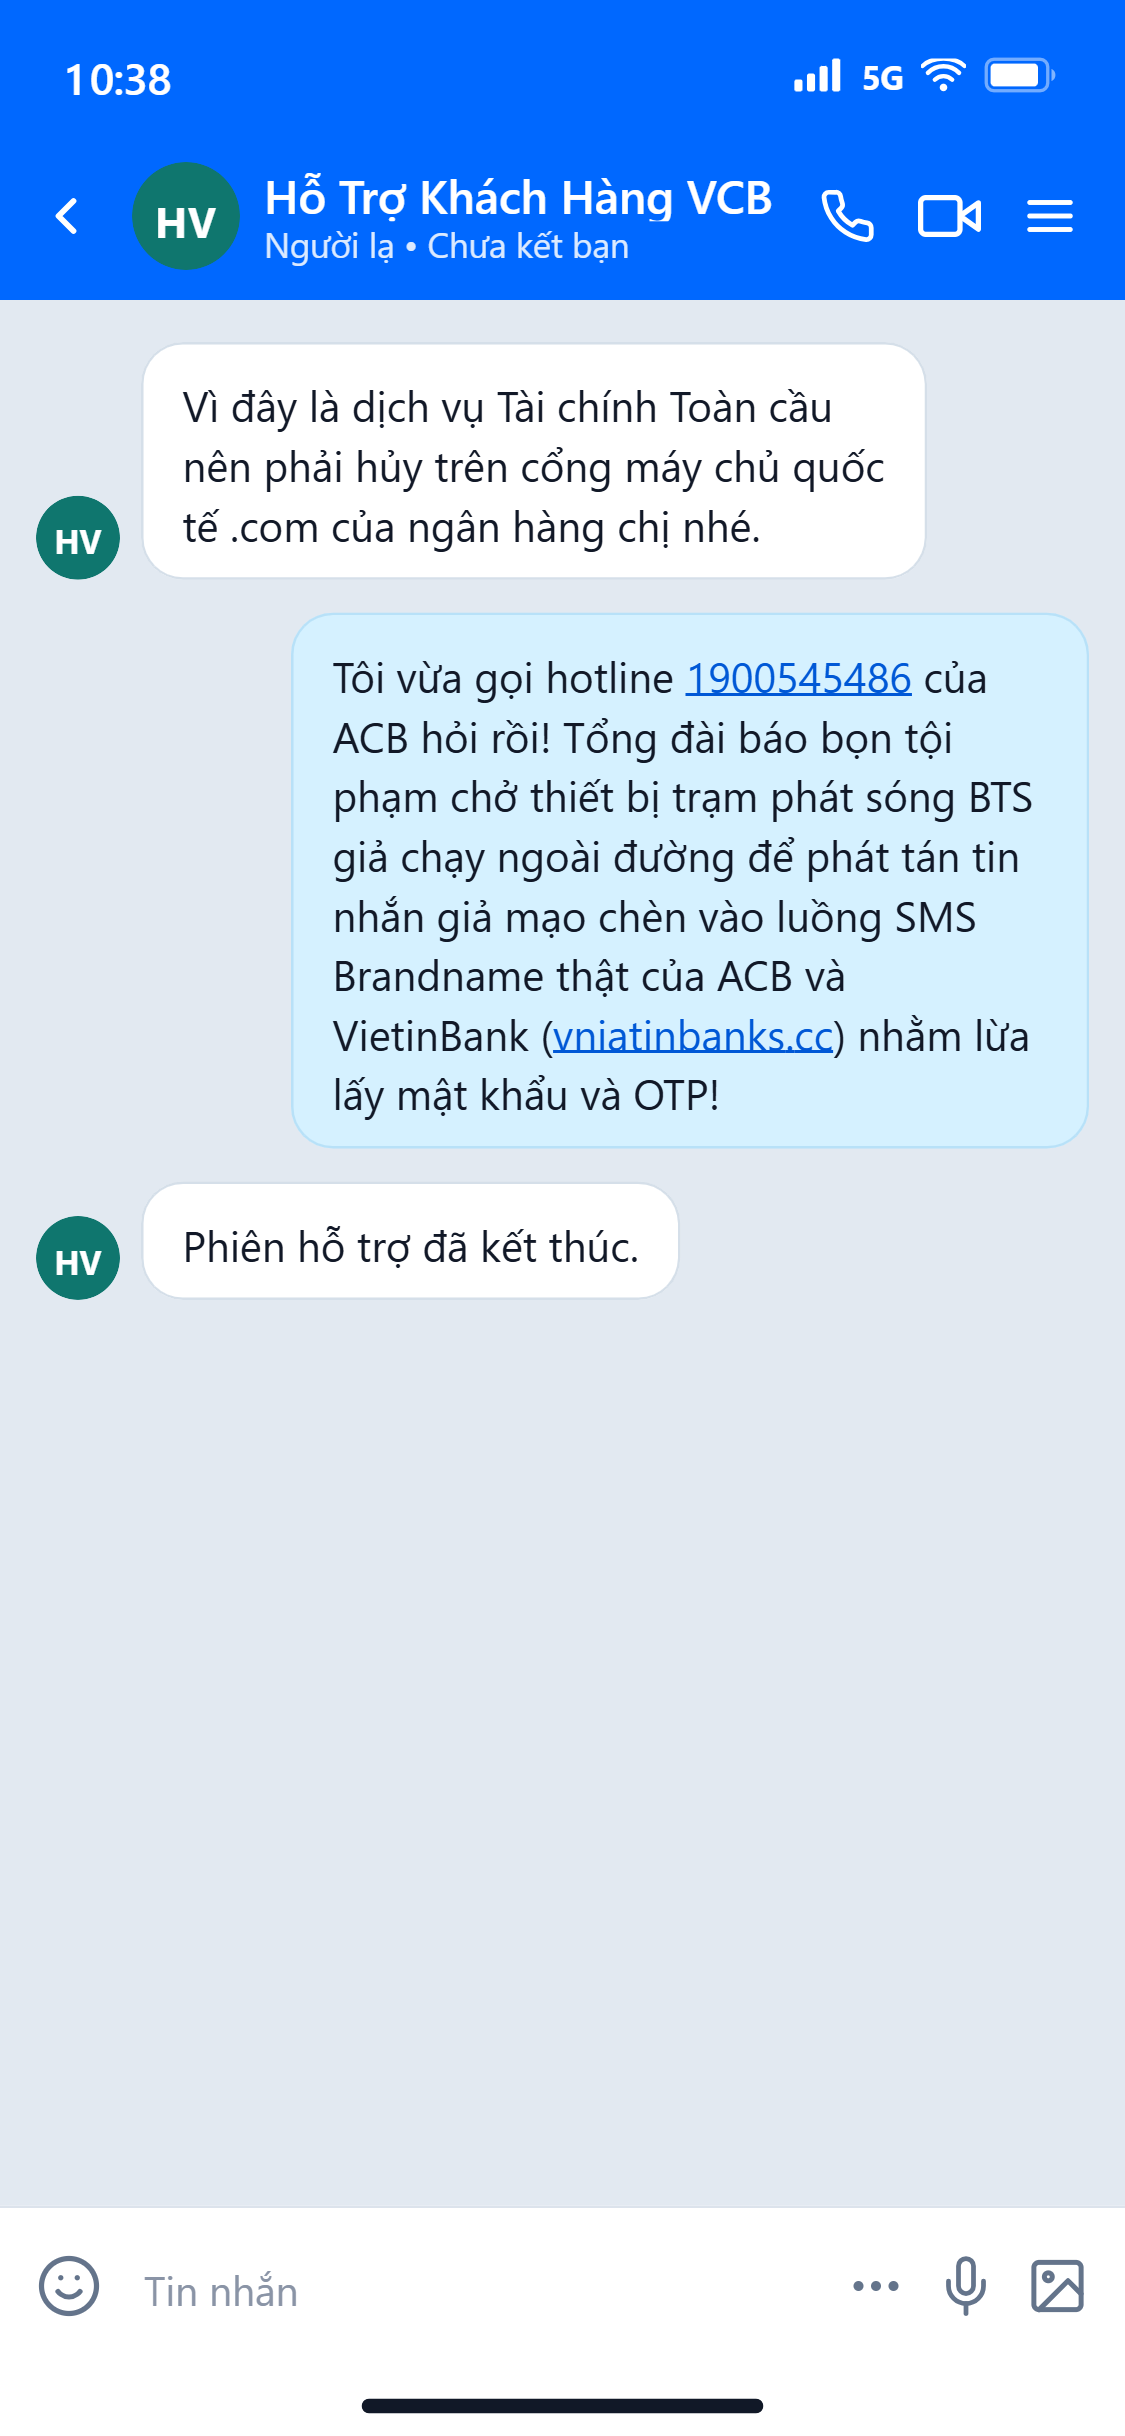 10:38
5G
HV
Hỗ Trợ Khách Hàng VCB
Người lạ • Chưa kết bạn
Vì đây là dịch vụ Tài chính Toàn cầu
nên phải hủy trên cổng máy chủ quốc
tế .com của ngân hàng chị nhé.
HV
Tôi vừa gọi hotline 1900545486 của
ACB hỏi rồi! Tổng đài báo bọn tội
phạm chở thiết bị trạm phát sóng BTS
giả chạy ngoài đường để phát tán tin
nhắn giả mạo chèn vào luồng SMS
Brandname thật của ACB và
VietinBank (vniatinbanks.cc) nhằm lừa
lấy mật khẩu và OTP!
Phiên hỗ trợ đã kết thúc.
HV
Tin nhắn